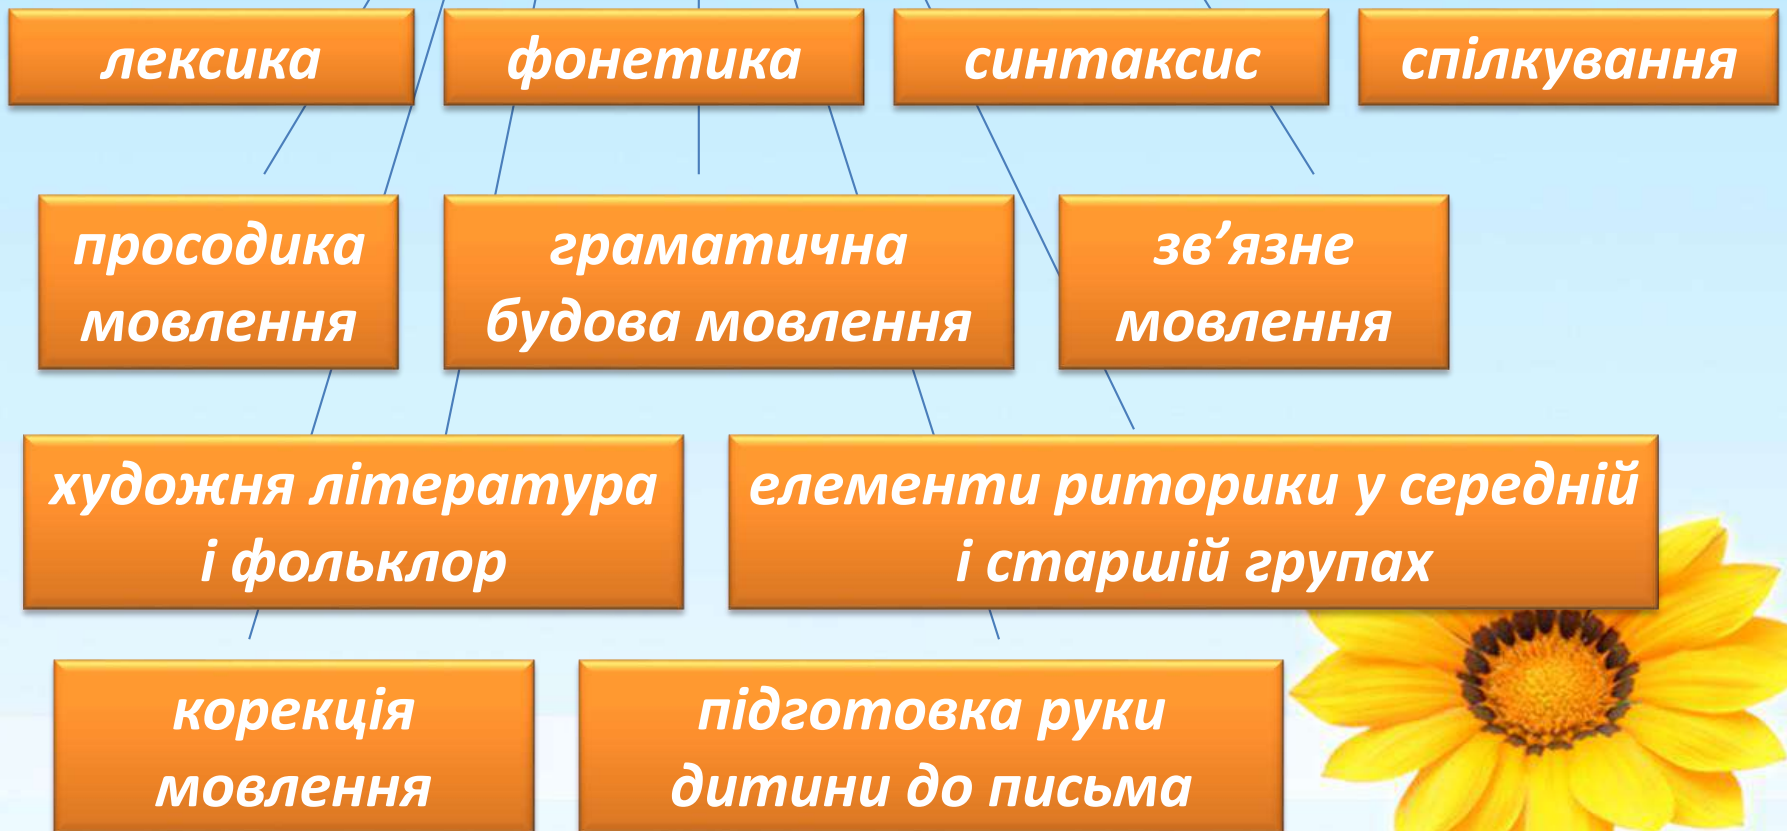 лексика
фонетика
синтаксис
спілкування
просодика
мовлення
граматична
будова мовлення
зв’язне
мовлення
художня література
і фольклор
елементи риторики у середній
і старшій групах
корекція
мовлення
підготовка руки
дитини до письма